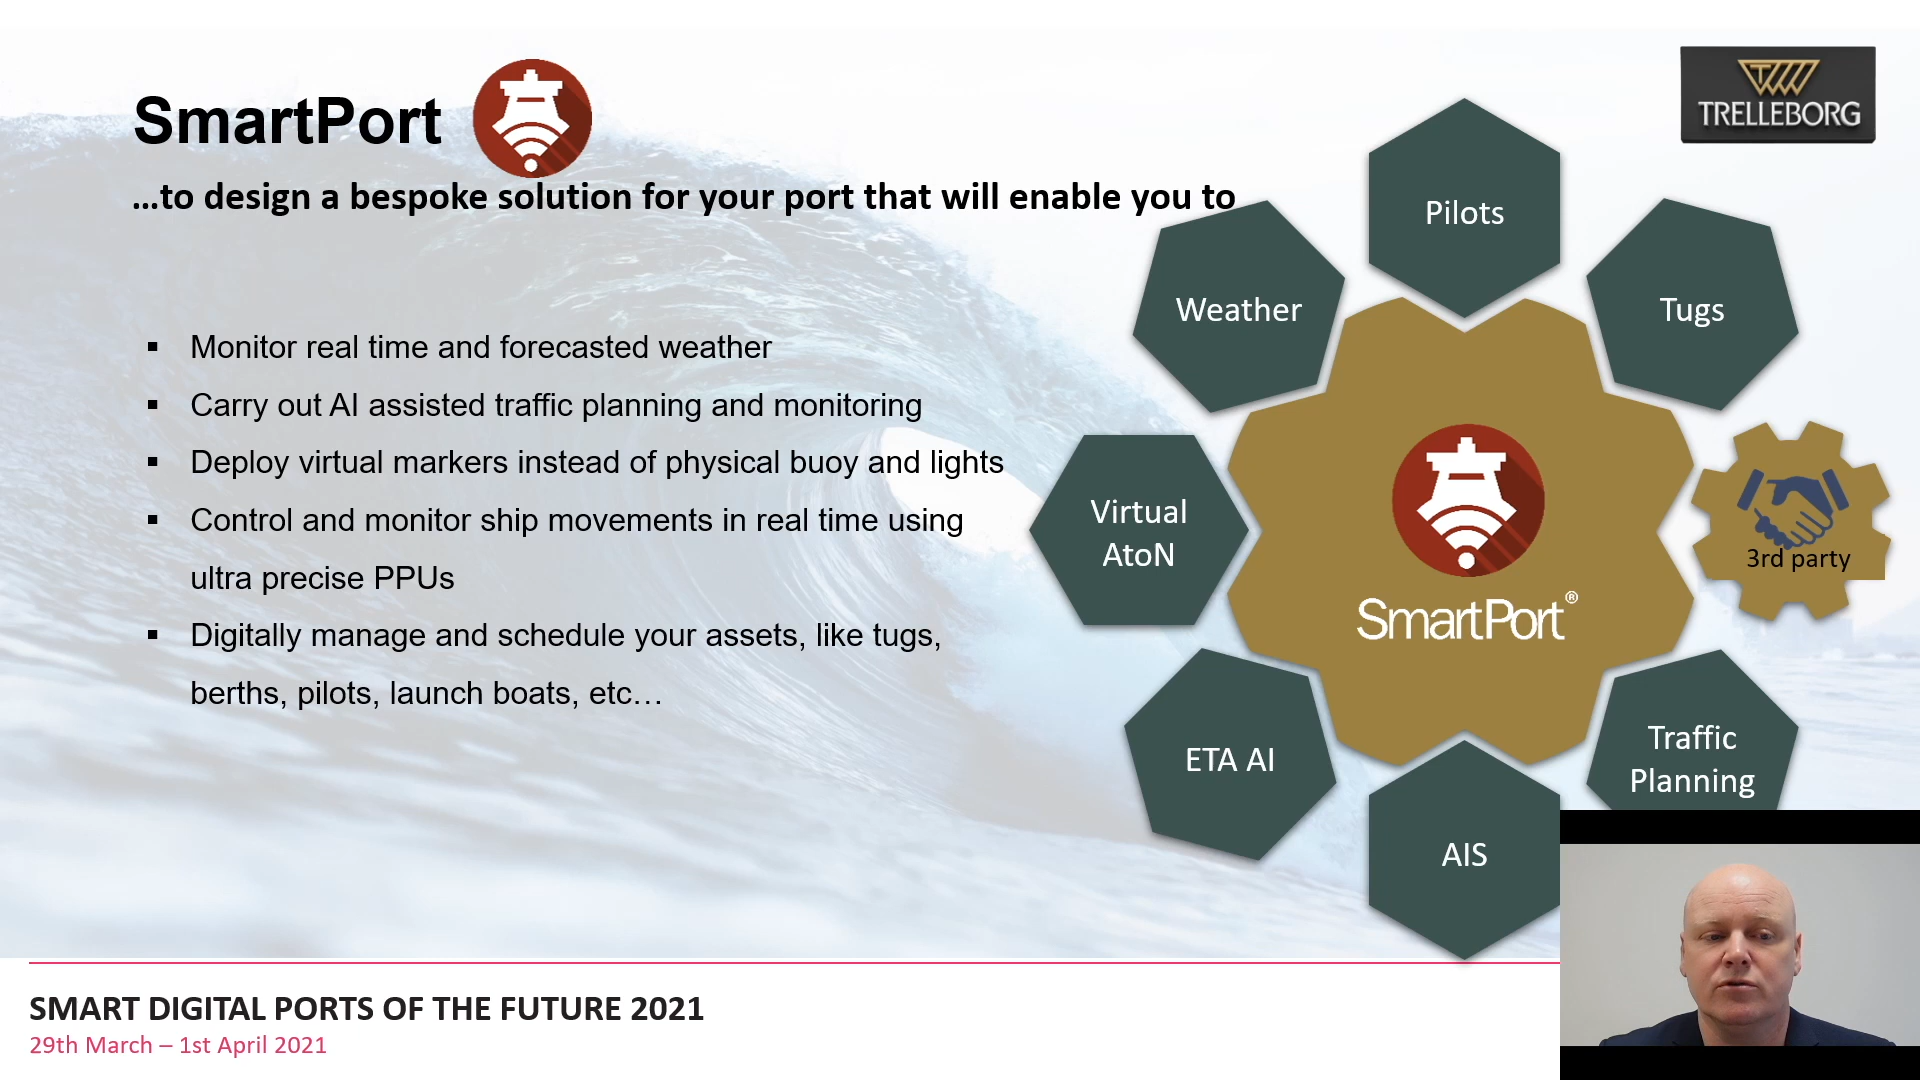 SmartPort
...to design a bespoke solution for your port that will enable you to
TRELLEBORG
▪ Monitor real time and forecasted weather
▪ Carry out AI assisted traffic planning and monitoring
▪ Deploy virtual markers instead of physical buoy and lights
▪ Control and monitor ship movements in real time using
ultra precise PPUs
▪ Digitally manage and schedule your assets, like tugs,
berths, pilots, launch boats, etc…
Pilots
Weather
Tugs
Virtual
AtoN
3rd party
SmartPort®
ETA AI
Traffic
Planning
AIS
SMART DIGITAL PORTS OF THE FUTURE 2021
29th March – 1st April 2021